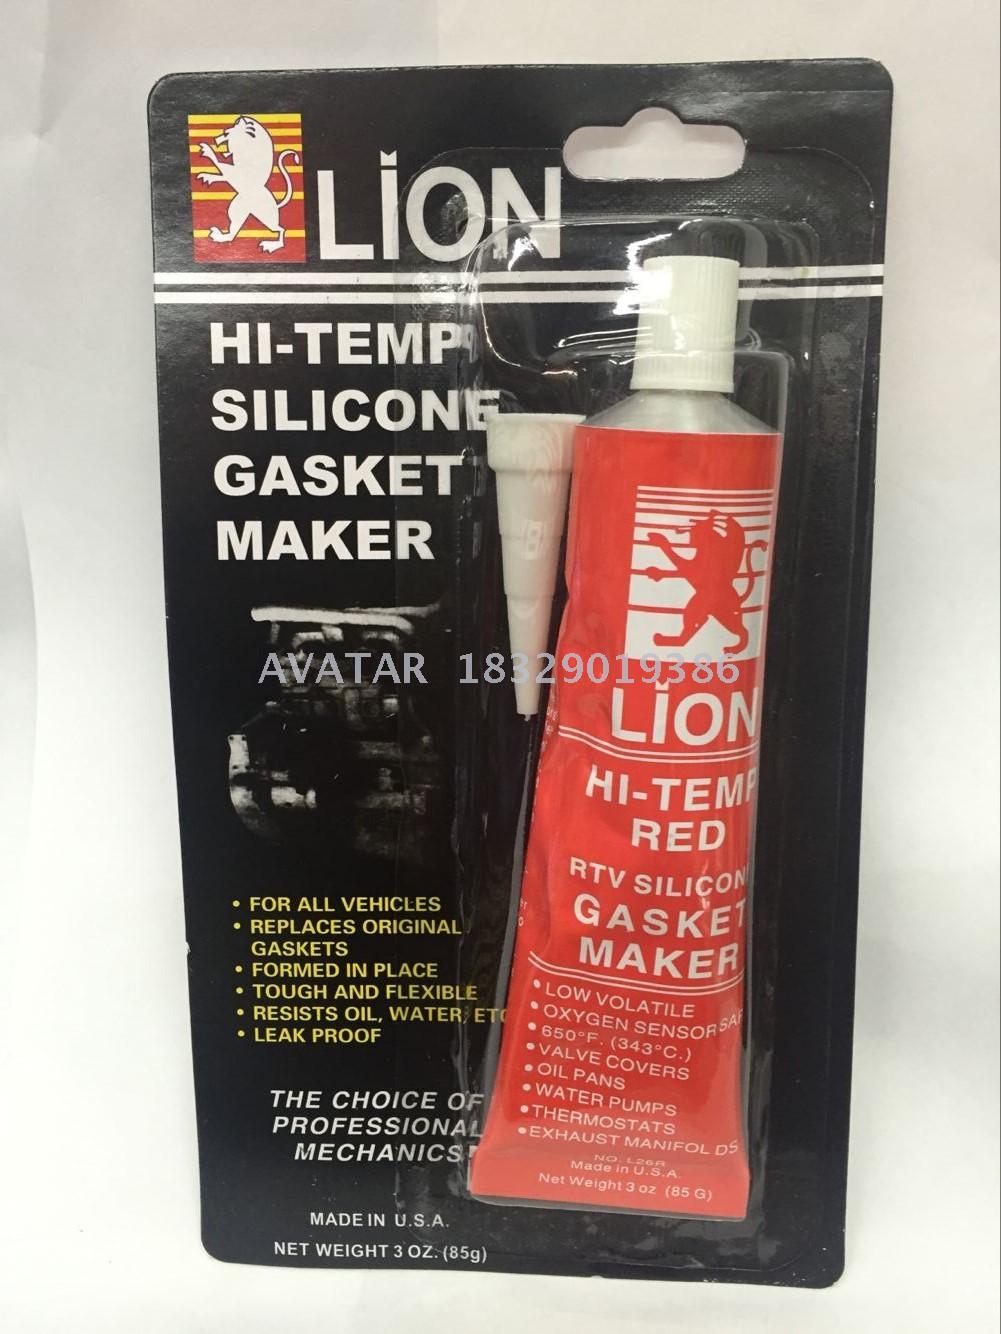 LiON
HI-TEMP
SILICONE
GASKET
MAKER
AVATAR 18329019386
• FOR ALL VEHICLES
• REPLACES ORIGINAL
GASKETS
• FORMED IN PLACE
• TOUGH AND FLEXIBLE
• RESISTS OIL, WATER, ETC
• LEAK PROOF
THE CHOICE OF
PROFESSIONAL
MECHANICS
MADE IN U.S.A.
NET WEIGHT 3 OZ. (85g)
LiON
HI-TEMP
RED
RTV SILICON
GASKET
MAKER
• LOW VOLATILE
• OXYGEN SENSOR SAF
• 650°F. (343°C.)
• VALVE COVERS
• OIL PANS
• WATER PUMPS
• THERMOSTATS
• EXHAUST MANIFOLDS
NO. L26R
Made in U.S.A.
Net Weight 3 oz (85 G)